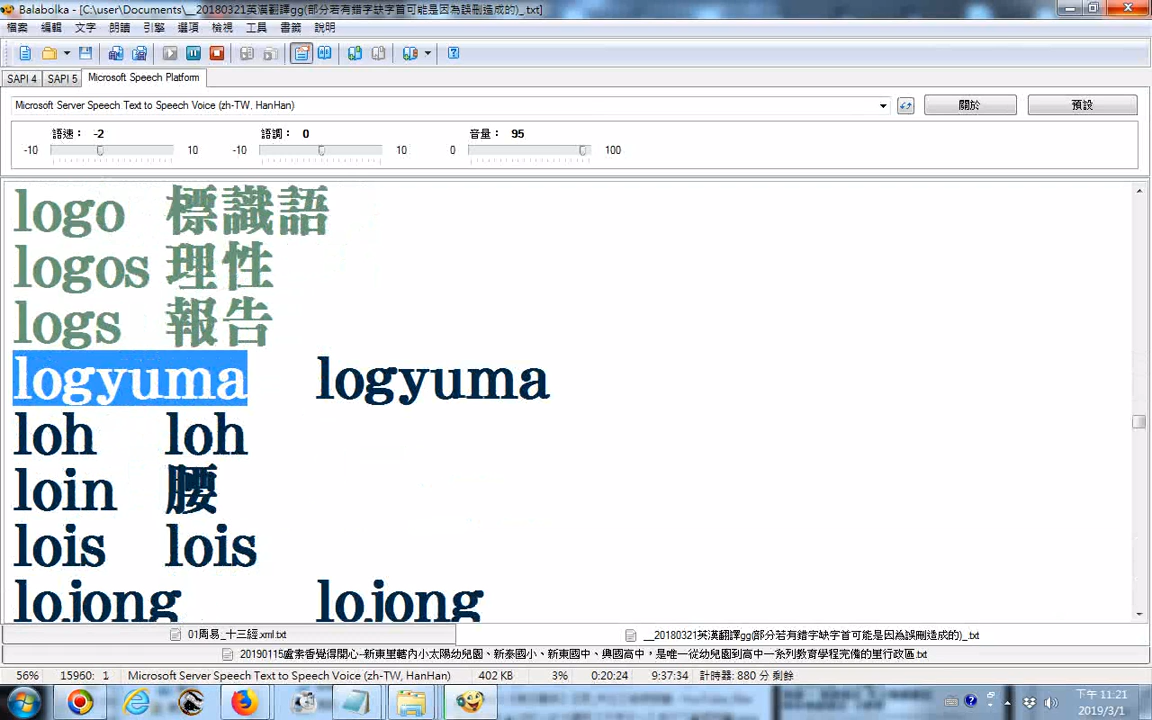 Balabolka - [C:\user\Documents\__20180321英漢翻譯gg(部分若有錯字缺字首可能是因為誤刪造成的)_.txt]
檔案 編輯 文字 朗讀 引擎 選項 檢視 工具 書籤 說明
SAPI 4 SAPI 5 Microsoft Speech Platform
Microsoft Server Speech Text to Speech Voice (zh-TW, HanHan) 關於 預設
語速： -2 語調： 0 音量： 95
-10 10 -10 10 0 100
logo 標識語
logos 理性
logs 報告
logyuma logyuma
loh loh
loin 腰
lois lois
lojong lojong
01周易_十三經.xml.txt __20180321英漢翻譯gg(部分若有錯字缺字首可能是因為誤刪造成的)_.txt
20190115盧素香覺得開心-新東里轄內小太陽幼兒園、新泰國小、新東國中、興國高中，是唯一從幼兒園到高中一系列教育學程完備的里行政區.txt
56% 15960: 1 Microsoft Server Speech Text to Speech Voice (zh-TW, HanHan) 402 KB 3% 0:20:24 9:37:34 計時器: 880 分 剩餘
下午 11:21
2019/3/1